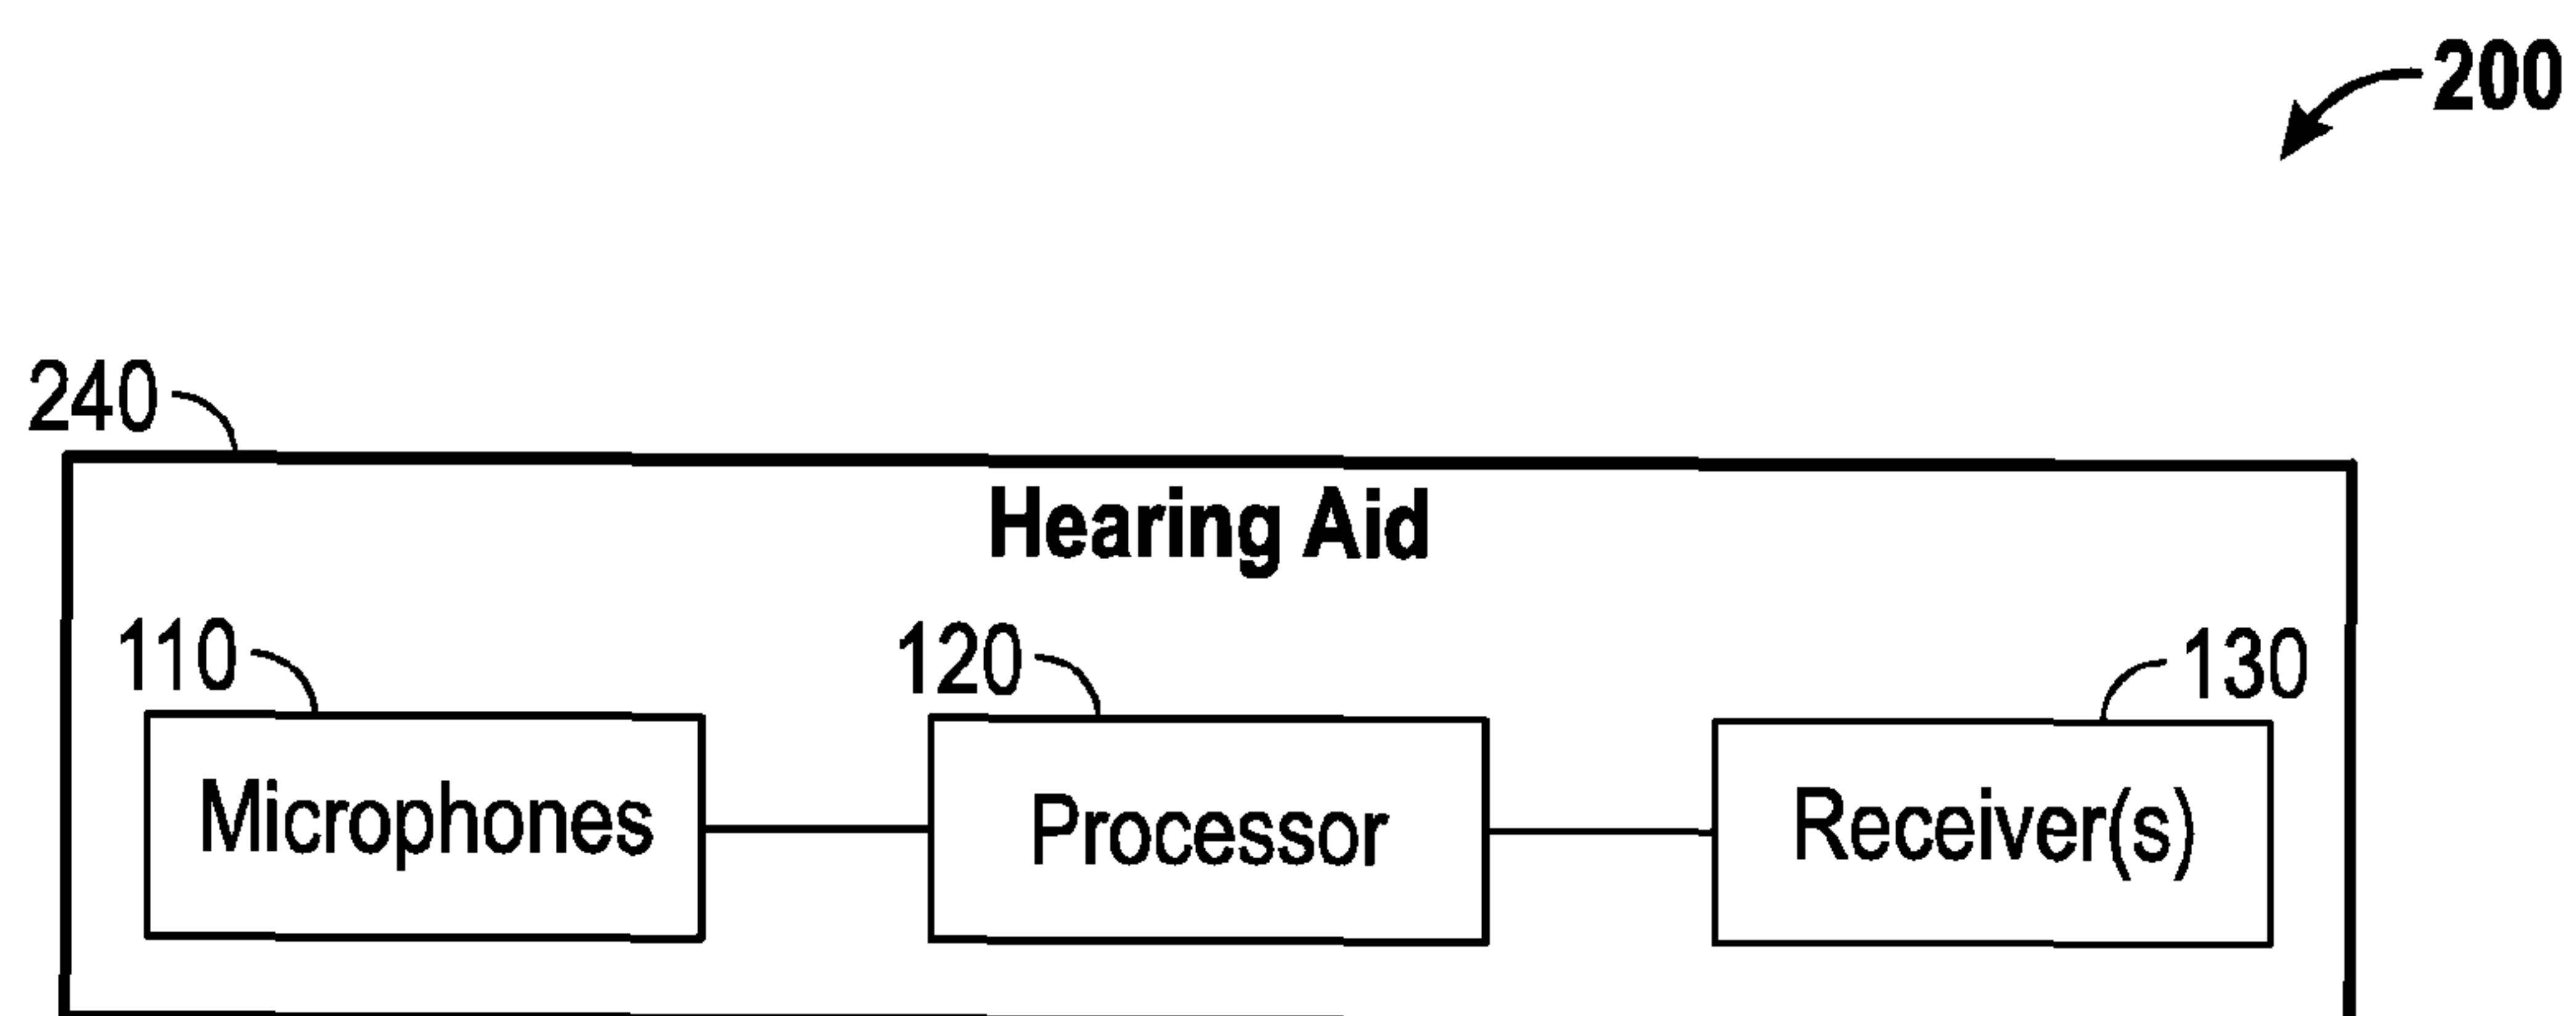 200
240
Hearing Aid
110 120 130
Microphones Processor Receiver(s)